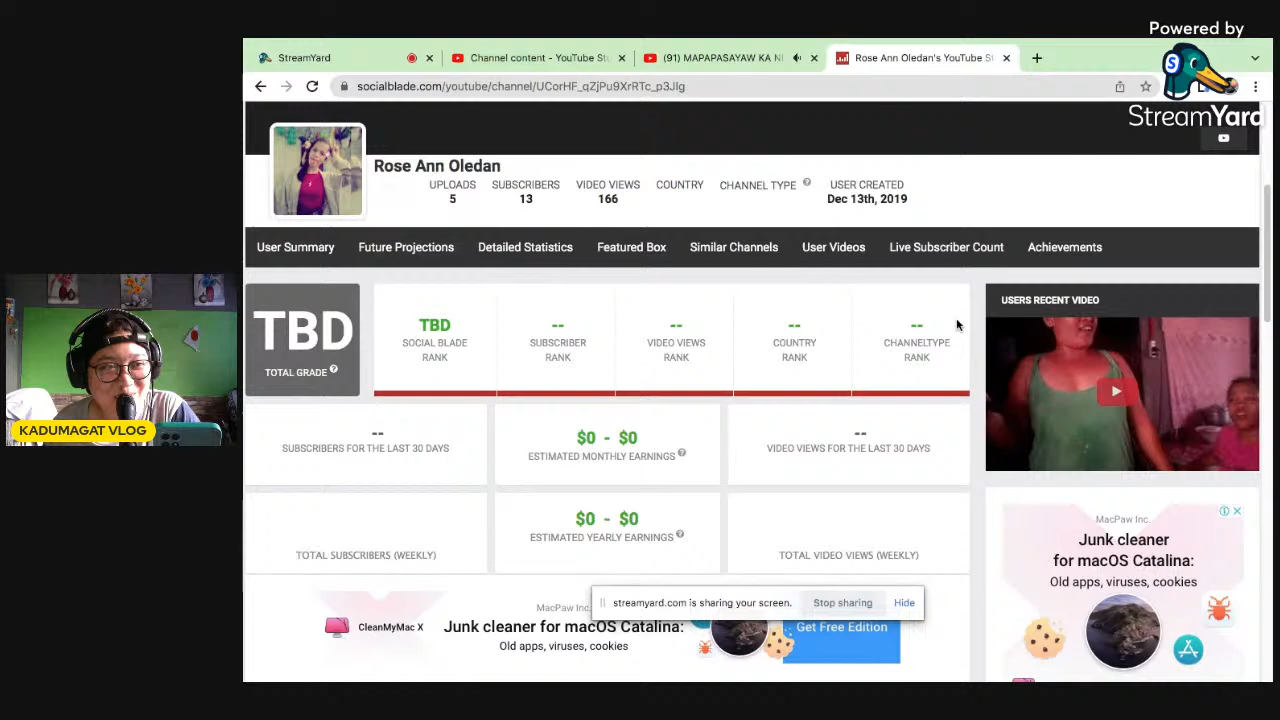 Powered by
StreamYard
StreamYard
Channel content - YouTube St
(91) MAPAPASAYAW KA N
Rose Ann Oledan's YouTube S
socialblade.com/youtube/channel/UCorHF_qZjPu9XrRTc_p3JIg
Rose Ann Oledan
UPLOADS
5
SUBSCRIBERS
13
VIDEO VIEWS
166
COUNTRY
CHANNEL TYPE
USER CREATED
Dec 13th, 2019
User Summary
Future Projections
Detailed Statistics
Featured Box
Similar Channels
User Videos
Live Subscriber Count
Achievements
TBD
TOTAL GRADE
TBD
SOCIAL BLADE
RANK
--
SUBSCRIBER
RANK
--
VIDEO VIEWS
RANK
--
COUNTRY
RANK
--
CHANNELTYPE
RANK
USERS RECENT VIDEO
--
SUBSCRIBERS FOR THE LAST 30 DAYS
$0 - $0
ESTIMATED MONTHLY EARNINGS
--
VIDEO VIEWS FOR THE LAST 30 DAYS
TOTAL SUBSCRIBERS (WEEKLY)
$0 - $0
ESTIMATED YEARLY EARNINGS
TOTAL VIDEO VIEWS (WEEKLY)
KADUMAGAT VLOG
MacPaw Inc.
Junk cleaner
for macOS Catalina:
Old apps, viruses, cookies
streamyard.com is sharing your screen.
Stop sharing
Hide
CleanMyMac X
MacPaw Inc.
Junk cleaner for macOS Catalina:
Old apps, viruses, cookies
Get Free Edition